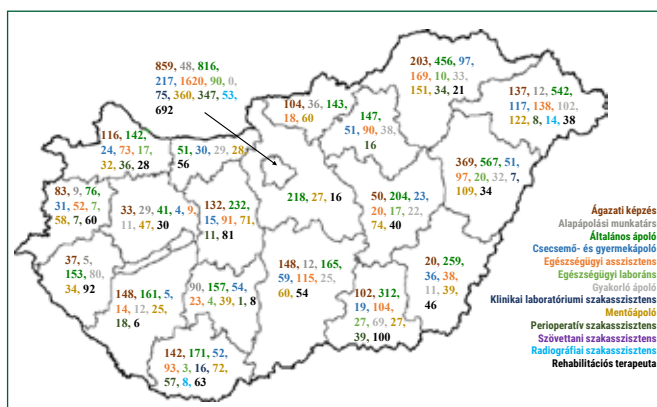 859, 48, 816,
217, 1620, 90, 0,
75, 360, 347, 53,
692
203, 456, 97,
169, 10, 33,
151, 34, 21
137, 12, 542,
117, 138, 102,
122, 8, 14, 38
104, 36, 143,
18, 60
147,
51, 90, 38,
16
116, 142,
24, 73, 17,
32, 36, 28
51, 30, 29, 28,
56
369, 567, 51,
97, 20, 32, 7,
109, 34
83, 9, 76,
31, 52, 7,
58, 7, 60
33, 29, 41, 4, 9,
11, 47, 30
132, 232,
15, 91, 71,
11, 81
218, 27, 16
50, 204, 23,
20, 17, 22,
74, 40
37, 5,
153, 80,
34, 92
148, 161, 5,
14, 12, 25,
18, 6
90, 157, 54,
23, 4, 39, 1, 8
148, 12, 165,
59, 115, 25,
60, 54
102, 312,
19, 104,
27, 69, 27,
39, 100
20, 259,
36, 38,
11, 39,
46
142, 171, 52,
93, 3, 16, 72,
57, 8, 63
Ágazati képzés
Alapápolási munkatárs
Általános ápoló
Csecsemő- és gyermekápoló
Egészségügyi asszisztens
Egészségügyi laboráns
Gyakorló ápoló
Klinikai laboratóriumi szakasszisztens
Mentőápoló
Perioperatív szakasszisztens
Szövettani szakasszisztens
Radiográfiai szakasszisztens
Rehabilitációs terapeuta